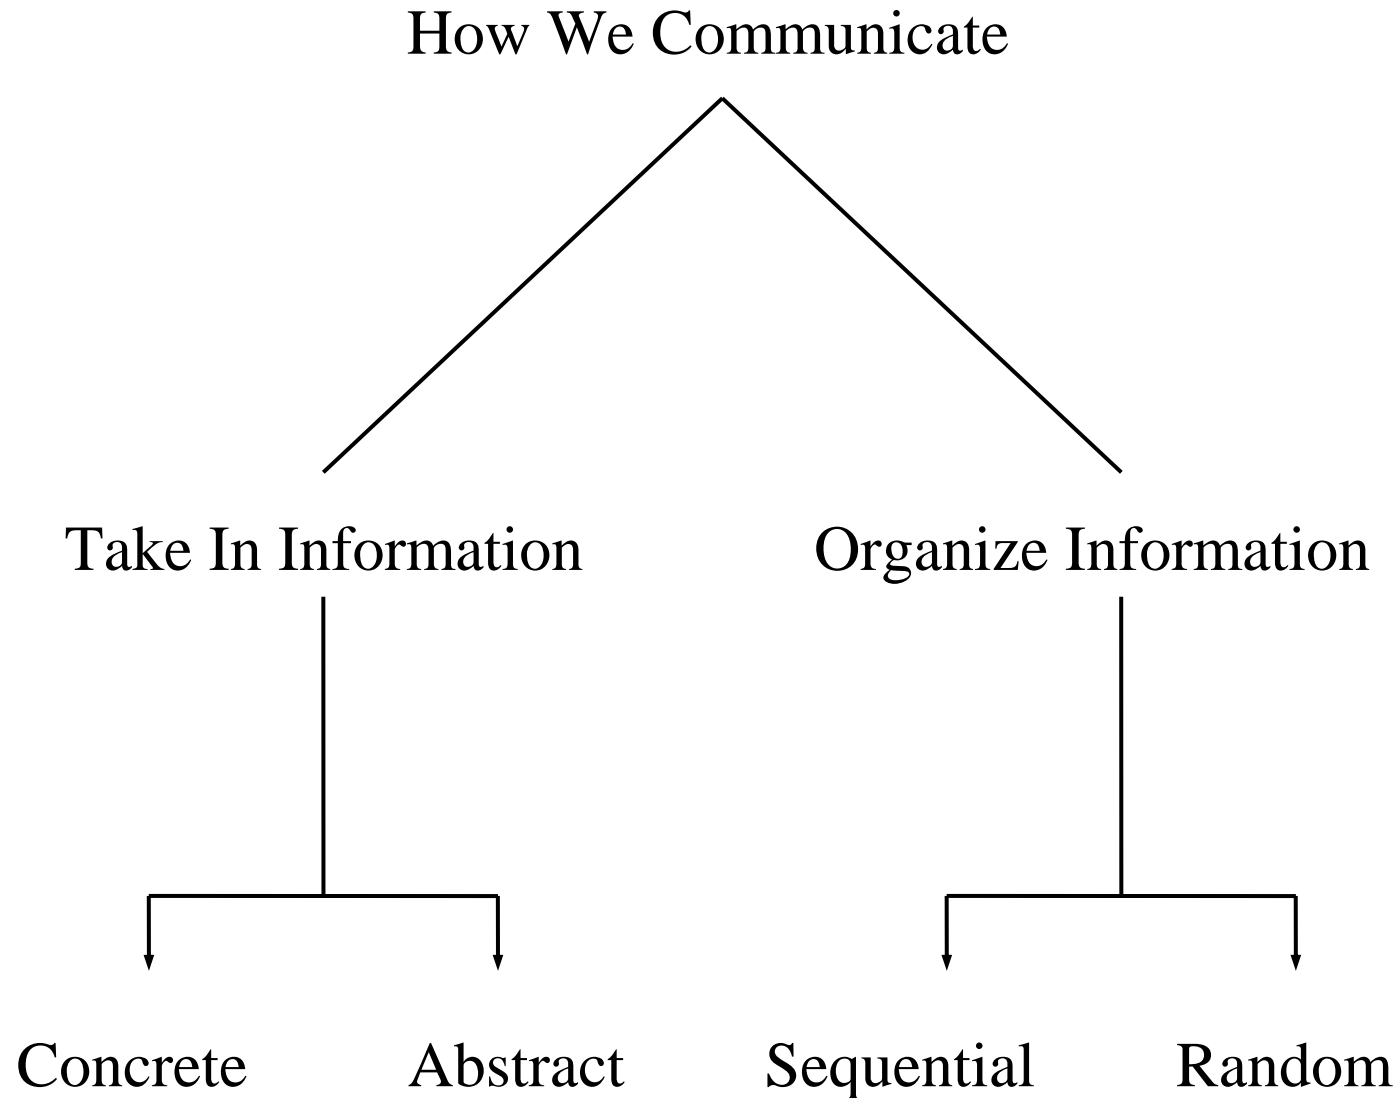 How We Communicate
Take In Information Organize Information
Concrete Abstract Sequential Random